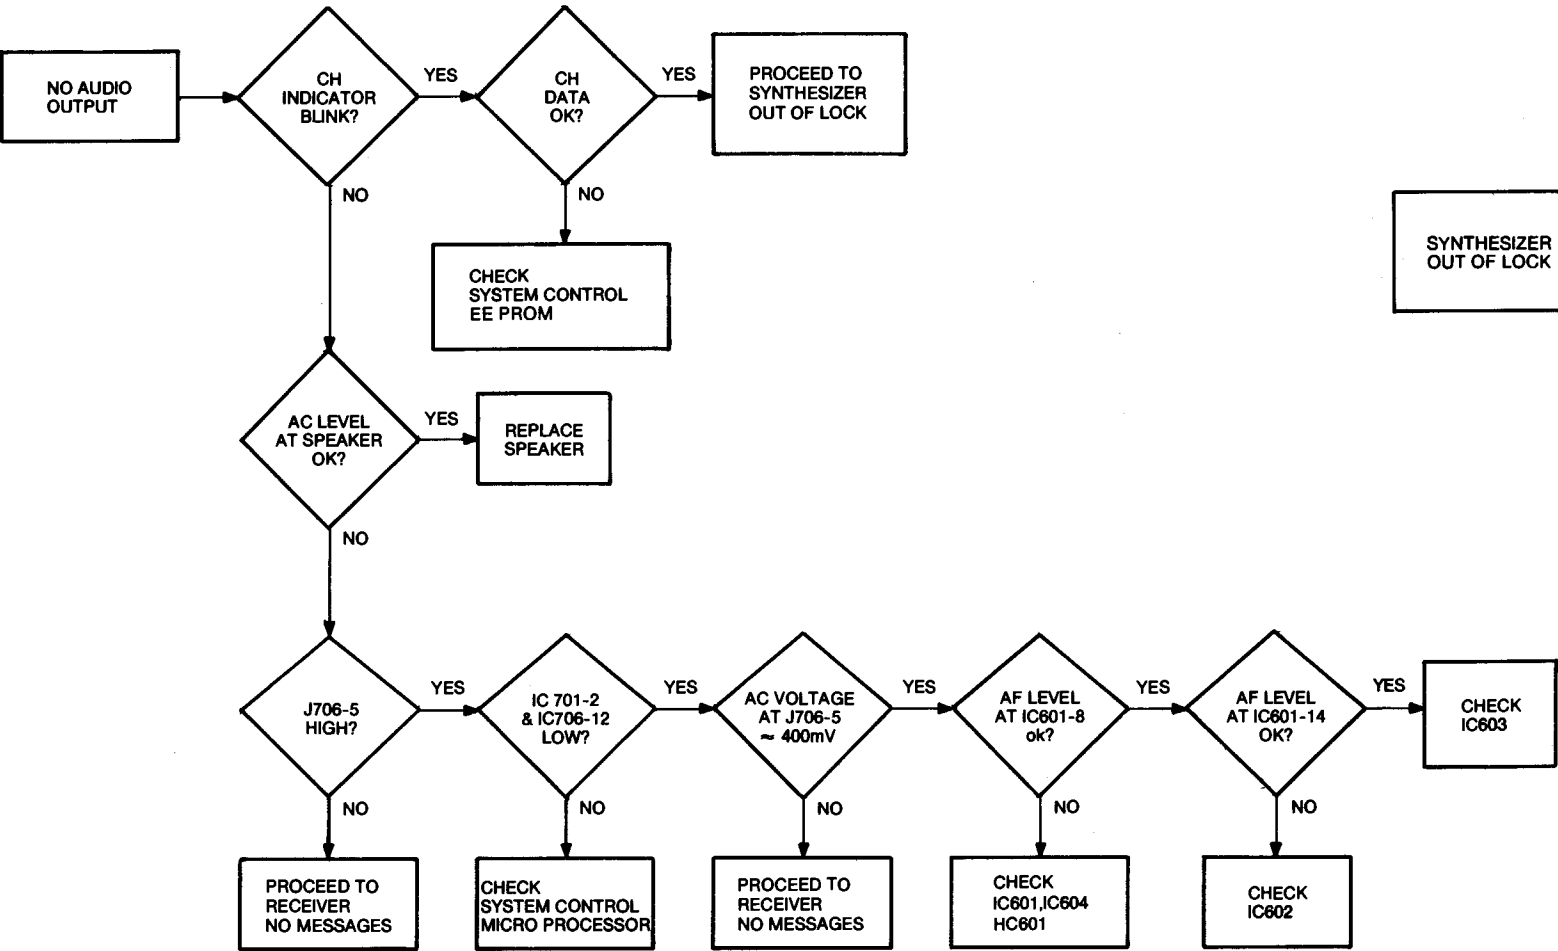 NO AUDIO
OUTPUT
CH
INDICATOR
BLINK?
YES
CH
DATA
OK?
YES
PROCEED TO
SYNTHESIZER
OUT OF LOCK
NO
NO
CHECK
SYSTEM CONTROL
EE PROM
SYNTHESIZER
OUT OF LOCK
AC LEVEL
AT SPEAKER
OK?
YES
REPLACE
SPEAKER
NO
J706-5
HIGH?
YES
IC 701-2
& IC706-12
LOW?
YES
AC VOLTAGE
AT J706-5
≈ 400mV
YES
AF LEVEL
AT IC601-8
ok?
YES
AF LEVEL
AT IC601-14
OK?
YES
CHECK
IC603
NO
NO
NO
NO
NO
PROCEED TO
RECEIVER
NO MESSAGES
CHECK
SYSTEM CONTROL
MICRO PROCESSOR
PROCEED TO
RECEIVER
NO MESSAGES
CHECK
IC601,IC604
HC601
CHECK
IC602